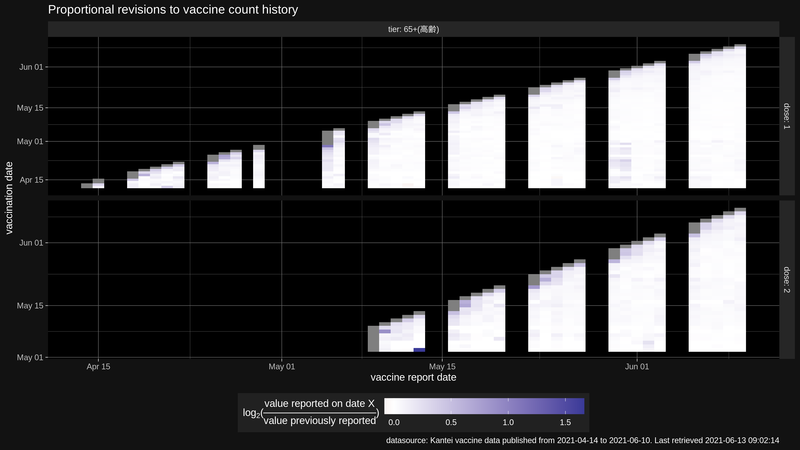 Proportional revisions to vaccine count history
tier: 65+(高齢)
Jun 01
May 15
May 01
Apr 15
dose: 1
vaccination date
Jun 01
May 15
May 01
dose: 2
Apr 15
May 01
May 15
Jun 01
vaccine report date
log2(value reported on date X
value previously reported)
0.0
0.5
1.0
1.5
datasource: Kantei vaccine data published from 2021-04-14 to 2021-06-10. Last retrieved 2021-06-13 09:02:14